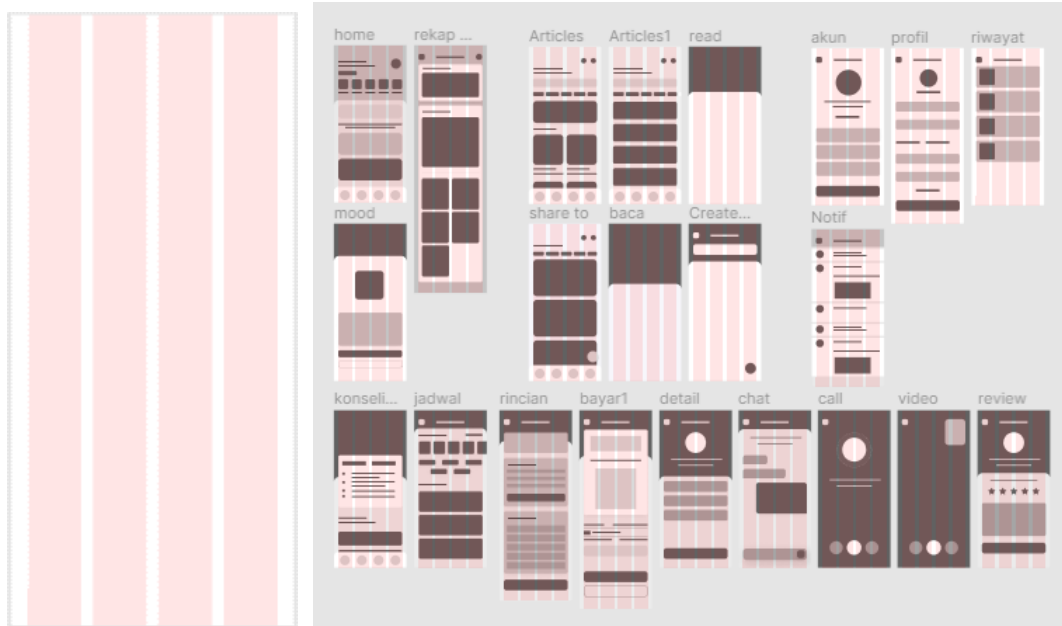 home rekap ... Articles Articles1 read akun profil riwayat
mood share to baca Create... Notif
konseli... jadwal rincian bayar1 detail chat call video review